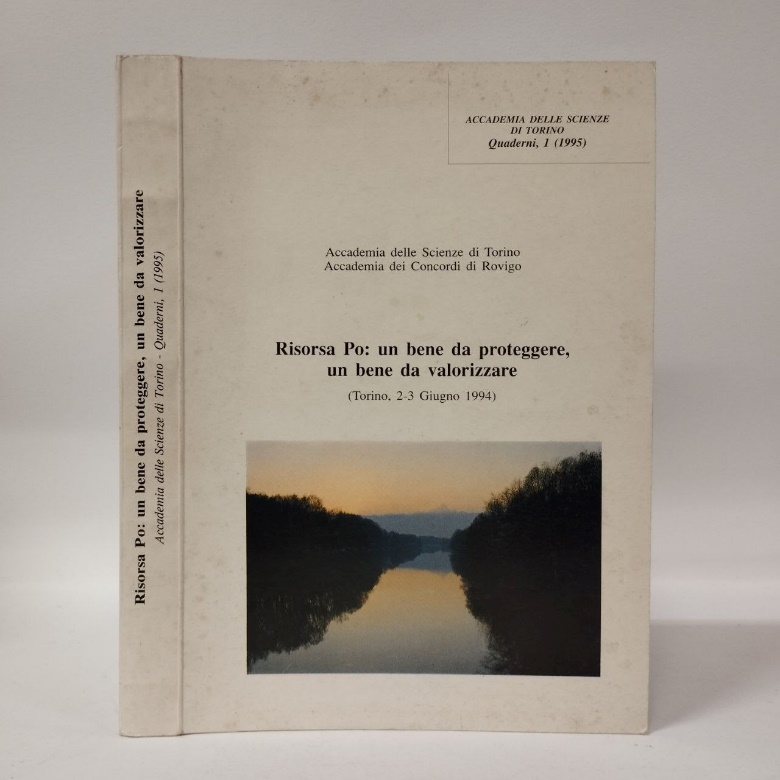 Risorsa Po: un bene da proteggere, un bene da valorizzare
Accademia delle Scienze di Torino - Quaderni, 1 (1995)
ACCADEMIA DELLE SCIENZE
DI TORINO
Quaderni, 1 (1995)
Accademia delle Scienze di Torino
Accademia dei Concordi di Rovigo
Risorsa Po: un bene da proteggere,
un bene da valorizzare
(Torino, 2-3 Giugno 1994)